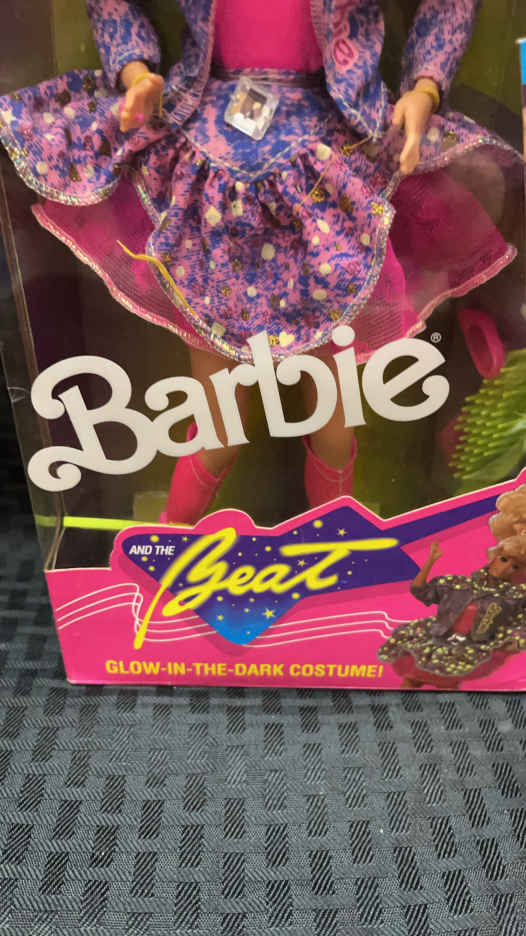 Barbie®
AND THE
Beat
GLOW-IN-THE-DARK COSTUME!